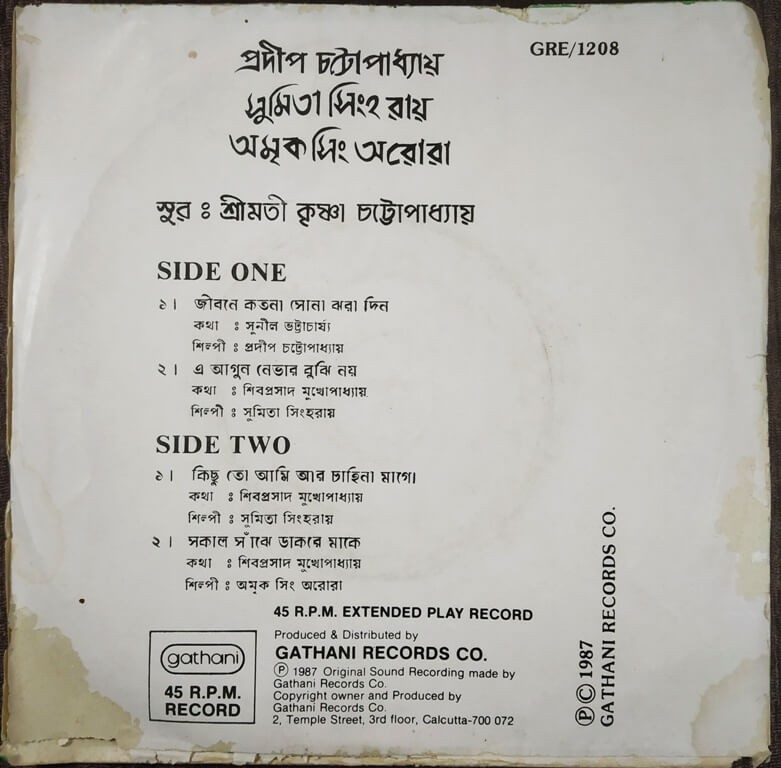 প্রদীপ চট্টোপাধ্যায়
GRE/1208
সুমিতা সিংহ রায়
অমৃক সিং অরোরা
সুর ঃ শ্রীমতী কৃষ্ণা চট্টোপাধ্যায়
SIDE ONE
১। জীবনে কতনা সোনা ঝরা দিন
কথা ঃ সুনীল ভট্টাচার্য্য
শিল্পী ঃ প্রদীপ চট্টোপাধ্যায়
২। এ আগুন নেভার বুঝি নয়
কথা ঃ শিবপ্রসাদ মুখোপাধ্যায়
শিল্পী ঃ সুমিতা সিংহরায়
SIDE TWO
১। কিছু তো আমি আর চাহিনা মাগো
কথা ঃ শিবপ্রসাদ মুখোপাধ্যায়
শিল্পী ঃ সুমিতা সিংহরায়
২। সকাল সাঁঝে ডাকরে মাকে
কথা ঃ শিবপ্রসাদ মুখোপাধ্যায়
শিল্পী ঃ অমৃক সিং অরোরা
45 R.P.M. EXTENDED PLAY RECORD
Produced & Distributed by
GATHANI RECORDS CO.
Ⓟ 1987 Original Sound Recording made by
Gathani Records Co.
Copyright owner and Produced by
Gathani Records Co.
2, Temple Street, 3rd floor, Calcutta-700 072
gathani
45 R.P.M.
RECORD
Ⓟ © 1987
GATHANI RECORDS CO.